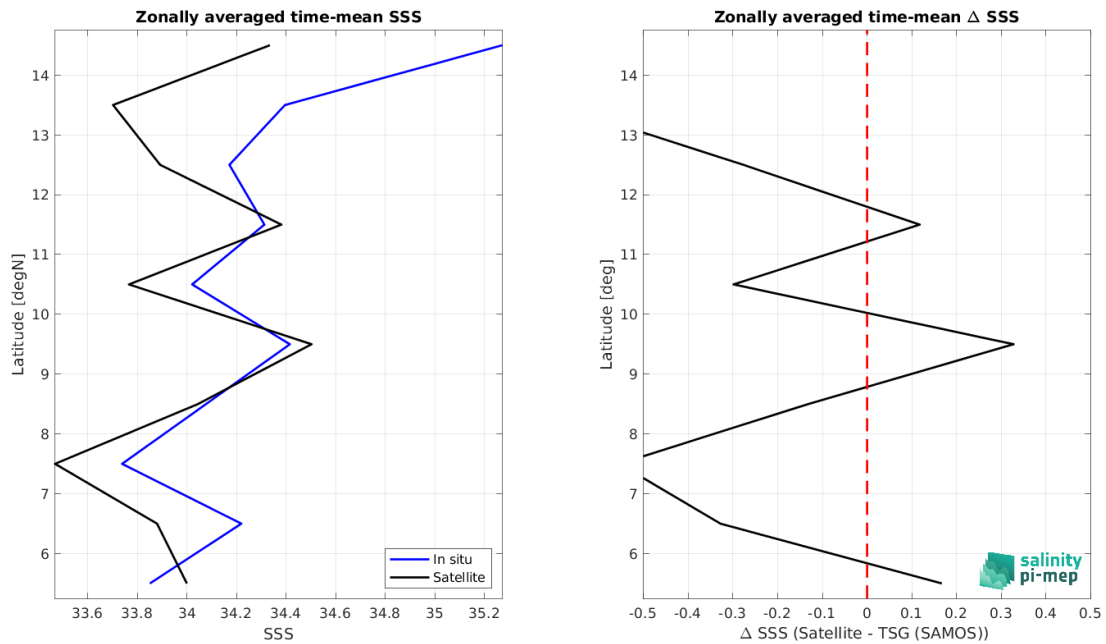 Zonally averaged time-mean SSS
14
13
12
11
10
9
8
7
6
Latitude [degN]
33.6 33.8 34 34.2 34.4 34.6 34.8 35 35.2
SSS
In situ
Satellite
Zonally averaged time-mean Δ SSS
14
13
12
11
10
9
8
7
6
Latitude [deg]
-0.5 -0.4 -0.3 -0.2 -0.1 0 0.1 0.2 0.3 0.4 0.5
Δ SSS (Satellite - TSG (SAMOS))
salinity
pi-mep